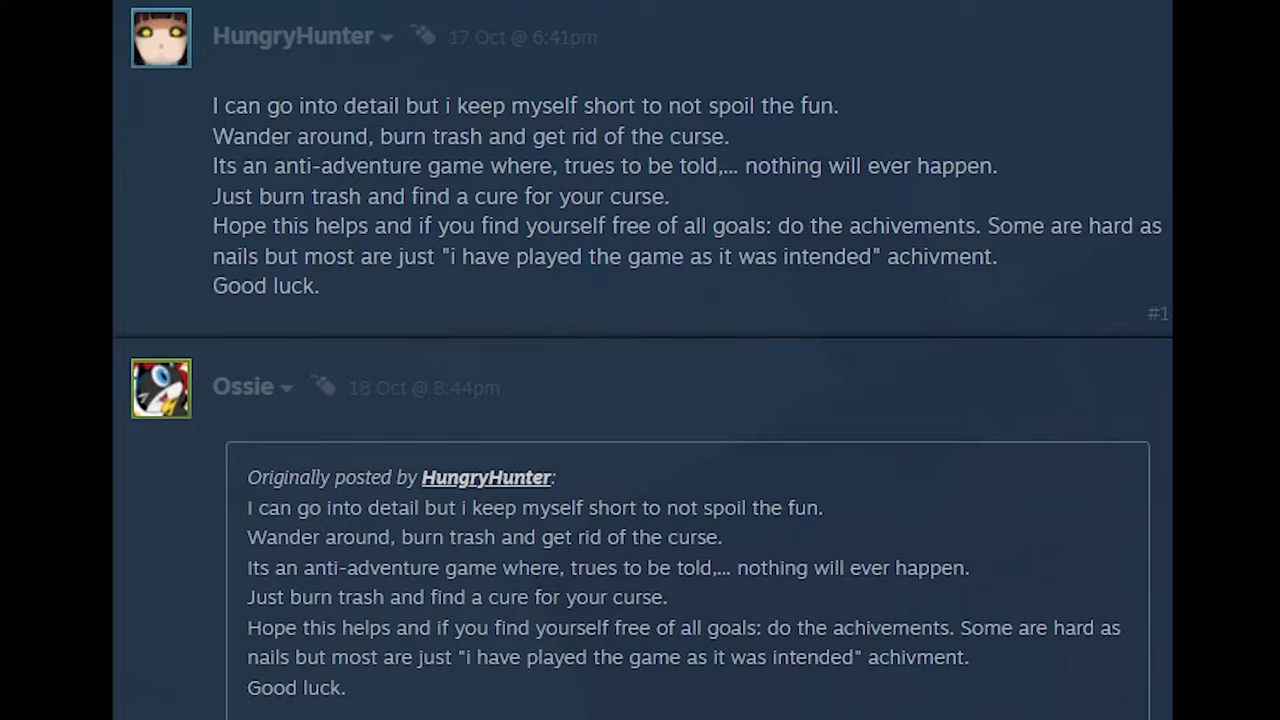 HungryHunter 17 Oct @ 6:41pm
I can go into detail but i keep myself short to not spoil the fun.
Wander around, burn trash and get rid of the curse.
Its an anti-adventure game where, trues to be told,... nothing will ever happen.
Just burn trash and find a cure for your curse.
Hope this helps and if you find yourself free of all goals: do the achivements. Some are hard as
nails but most are just "i have played the game as it was intended" achivment.
Good luck.
#1
Ossie 18 Oct @ 8:44pm
Originally posted by HungryHunter:
I can go into detail but i keep myself short to not spoil the fun.
Wander around, burn trash and get rid of the curse.
Its an anti-adventure game where, trues to be told,... nothing will ever happen.
Just burn trash and find a cure for your curse.
Hope this helps and if you find yourself free of all goals: do the achivements. Some are hard as
nails but most are just "i have played the game as it was intended" achivment.
Good luck.